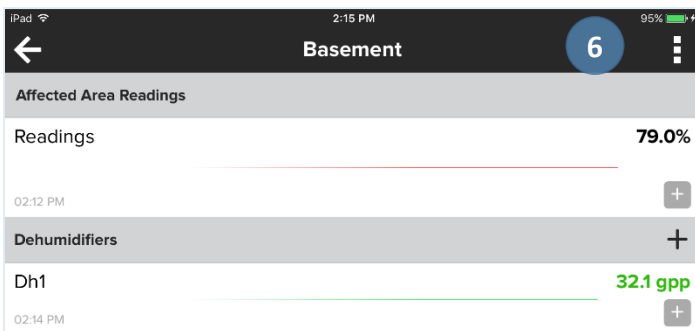 iPad 2:15 PM 95%
Basement 6
Affected Area Readings
Readings 79.0%
02:12 PM +
Dehumidifiers +
Dh1 32.1 gpp
02:14 PM +